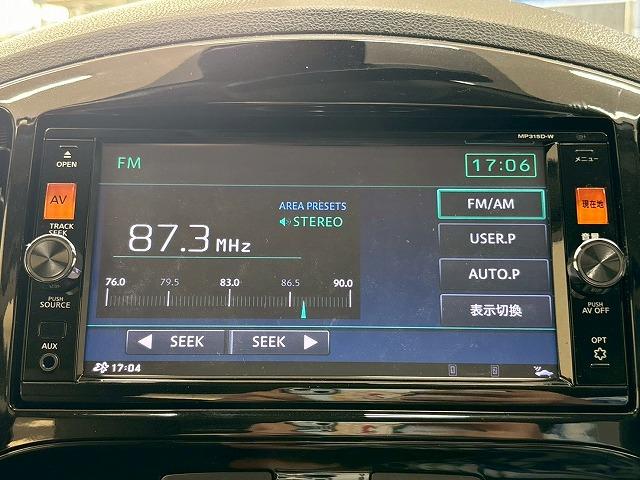 MP315D-W
OPEN
AV
TRACK
SEEK
PUSH
SOURCE
AUX
FM
17:06
AREA PRESETS
STEREO
87.3 MHz
76.0 79.5 83.0 86.5 90.0
SEEK
SEEK
FM/AM
USER.P
AUTO.P
表示切換
17:04
メニュー
現在地
音量
PUSH
AV OFF
OPT